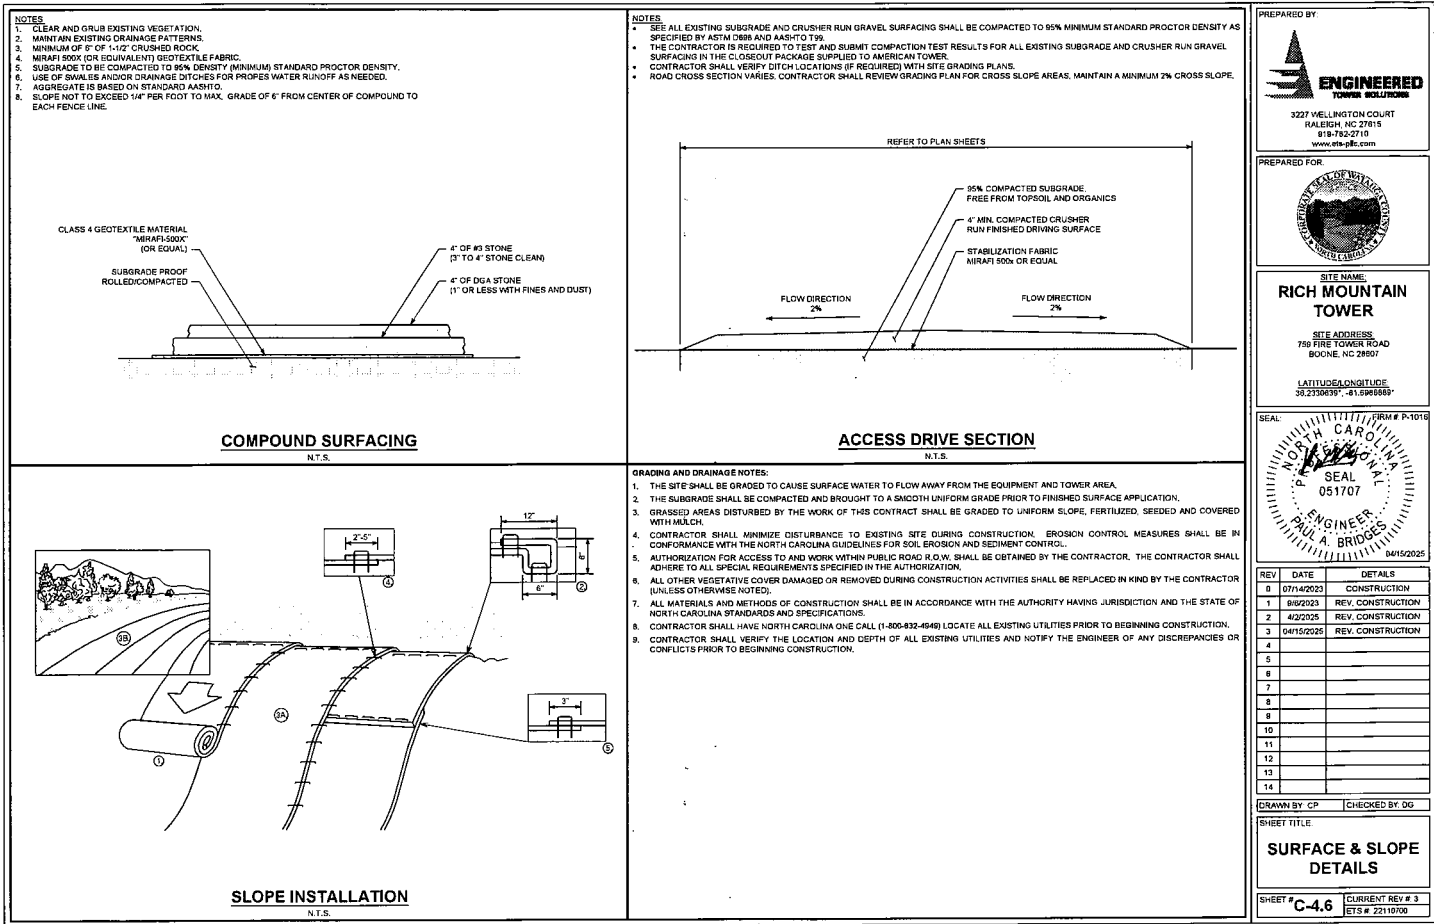 NOTES
1. CLEAR AND GRUB EXISTING VEGETATION.
2. MAINTAIN EXISTING DRAINAGE PATTERNS.
3. MINIMUM OF 6" OF 1-1/2" CRUSHED ROCK.
4. MIRAFI 500X (OR EQUIVALENT) GEOTEXTILE FABRIC.
5. SUBGRADE TO BE COMPACTED TO 95% DENSITY (MINIMUM) STANDARD PROCTOR DENSITY.
6. USE OF SWALES AND/OR DRAINAGE DITCHES FOR PROPES WATER RUNOFF AS NEEDED.
7. AGGREGATE IS BASED ON STANDARD AASHTO.
8. SLOPE NOT TO EXCEED 1/4" PER FOOT TO MAX. GRADE OF 6" FROM CENTER OF COMPOUND TO
EACH FENCE LINE.
CLASS 4 GEOTEXTILE MATERIAL
"MIRAFI-500X"
(OR EQUAL)
SUBGRADE PROOF
ROLLED/COMPACTED
4" OF #3 STONE
(3" TO 4" STONE CLEAN)
4" OF DGA STONE
(1" OR LESS WITH FINES AND DUST)
COMPOUND SURFACING
N.T.S.
NOTES
• SEE ALL EXISTING SUBGRADE AND CRUSHER RUN GRAVEL SURFACING SHALL BE COMPACTED TO 95% MINIMUM STANDARD PROCTOR DENSITY AS
SPECIFIED BY ASTM D698 AND AASHTO T99.
• THE CONTRACTOR IS REQUIRED TO TEST AND SUBMIT COMPACTION TEST RESULTS FOR ALL EXISTING SUBGRADE AND CRUSHER RUN GRAVEL
SURFACING IN THE CLOSEOUT PACKAGE SUPPLIED TO AMERICAN TOWER.
• CONTRACTOR SHALL VERIFY DITCH LOCATIONS (IF REQUIRED) WITH SITE GRADING PLANS.
• ROAD CROSS SECTION VARIES. CONTRACTOR SHALL REVIEW GRADING PLAN FOR CROSS SLOPE AREAS, MAINTAIN A MINIMUM 2% CROSS SLOPE.
REFER TO PLAN SHEETS
95% COMPACTED SUBGRADE,
FREE FROM TOPSOIL AND ORGANICS
4" MIN. COMPACTED CRUSHER
RUN FINISHED DRIVING SURFACE
STABILIZATION FABRIC
MIRAFI 500x OR EQUAL
FLOW DIRECTION
2%
FLOW DIRECTION
2%
ACCESS DRIVE SECTION
N.T.S.
2"-5"
4
12"
8"
6"
2
3B
3A
1
3"
5
SLOPE INSTALLATION
N.T.S.
GRADING AND DRAINAGE NOTES:
1. THE SITE SHALL BE GRADED TO CAUSE SURFACE WATER TO FLOW AWAY FROM THE EQUIPMENT AND TOWER AREA.
2. THE SUBGRADE SHALL BE COMPACTED AND BROUGHT TO A SMOOTH UNIFORM GRADE PRIOR TO FINISHED SURFACE APPLICATION.
3. GRASSED AREAS DISTURBED BY THE WORK OF THIS CONTRACT SHALL BE GRADED TO UNIFORM SLOPE, FERTILIZED, SEEDED AND COVERED
WITH MULCH.
4. CONTRACTOR SHALL MINIMIZE DISTURBANCE TO EXISTING SITE DURING CONSTRUCTION. EROSION CONTROL MEASURES SHALL BE IN
CONFORMANCE WITH THE NORTH CAROLINA GUIDELINES FOR SOIL EROSION AND SEDIMENT CONTROL.
5. AUTHORIZATION FOR ACCESS TO AND WORK WITHIN PUBLIC ROAD R.O.W. SHALL BE OBTAINED BY THE CONTRACTOR. THE CONTRACTOR SHALL
ADHERE TO ALL SPECIAL REQUIREMENTS SPECIFIED IN THE AUTHORIZATION.
6. ALL OTHER VEGETATIVE COVER DAMAGED OR REMOVED DURING CONSTRUCTION ACTIVITIES SHALL BE REPLACED IN KIND BY THE CONTRACTOR
(UNLESS OTHERWISE NOTED).
7. ALL MATERIALS AND METHODS OF CONSTRUCTION SHALL BE IN ACCORDANCE WITH THE AUTHORITY HAVING JURISDICTION AND THE STATE OF
NORTH CAROLINA STANDARDS AND SPECIFICATIONS.
8. CONTRACTOR SHALL HAVE NORTH CAROLINA ONE CALL (1-800-632-4949) LOCATE ALL EXISTING UTILITIES PRIOR TO BEGINNING CONSTRUCTION.
9. CONTRACTOR SHALL VERIFY THE LOCATION AND DEPTH OF ALL EXISTING UTILITIES AND NOTIFY THE ENGINEER OF ANY DISCREPANCIES OR
CONFLICTS PRIOR TO BEGINNING CONSTRUCTION.
PREPARED BY:
ENGINEERED
TOWER SOLUTIONS
3227 WELLINGTON COURT
RALEIGH, NC 27615
919-782-2710
www.ets-pllc.com
PREPARED FOR:
CORPORATE SEAL OF WATAUGA COUNTY
NORTH CAROLINA
SITE NAME:
RICH MOUNTAIN
TOWER
SITE ADDRESS:
759 FIRE TOWER ROAD
BOONE, NC 28607
LATITUDE/LONGITUDE:
SEAL: FIRM #: P-1016
NORTH CAROLINA
PROFESSIONAL
SEAL
051707
ENGINEER
PAUL A. BRIDGES
04/15/2025
REV DATE DETAILS
0 07/14/2023 CONSTRUCTION
1 9/6/2023 REV. CONSTRUCTION
2 4/2/2025 REV. CONSTRUCTION
3 04/15/2025 REV. CONSTRUCTION
4
5
6
7
8
9
10
11
12
13
14
DRAWN BY: CP CHECKED BY: DG
SHEET TITLE:
SURFACE & SLOPE
DETAILS
SHEET # C-4.6 CURRENT REV #: 3
ETS #: 22110700